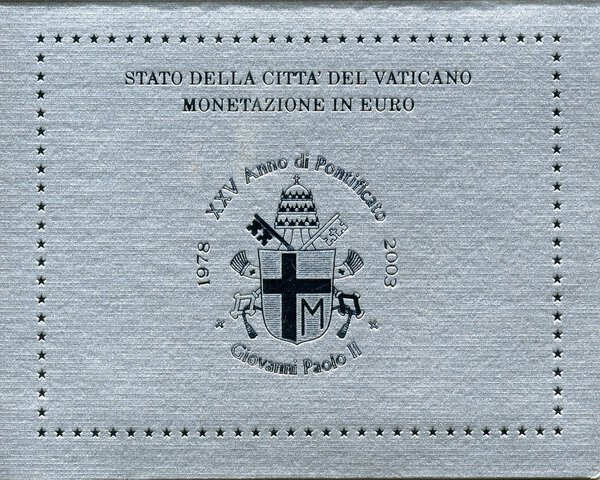 STATO DELLA CITTA' DEL VATICANO
MONETAZIONE IN EURO
XXV Anno di Pontificato
1978
2003
M
Giovanni Paolo II